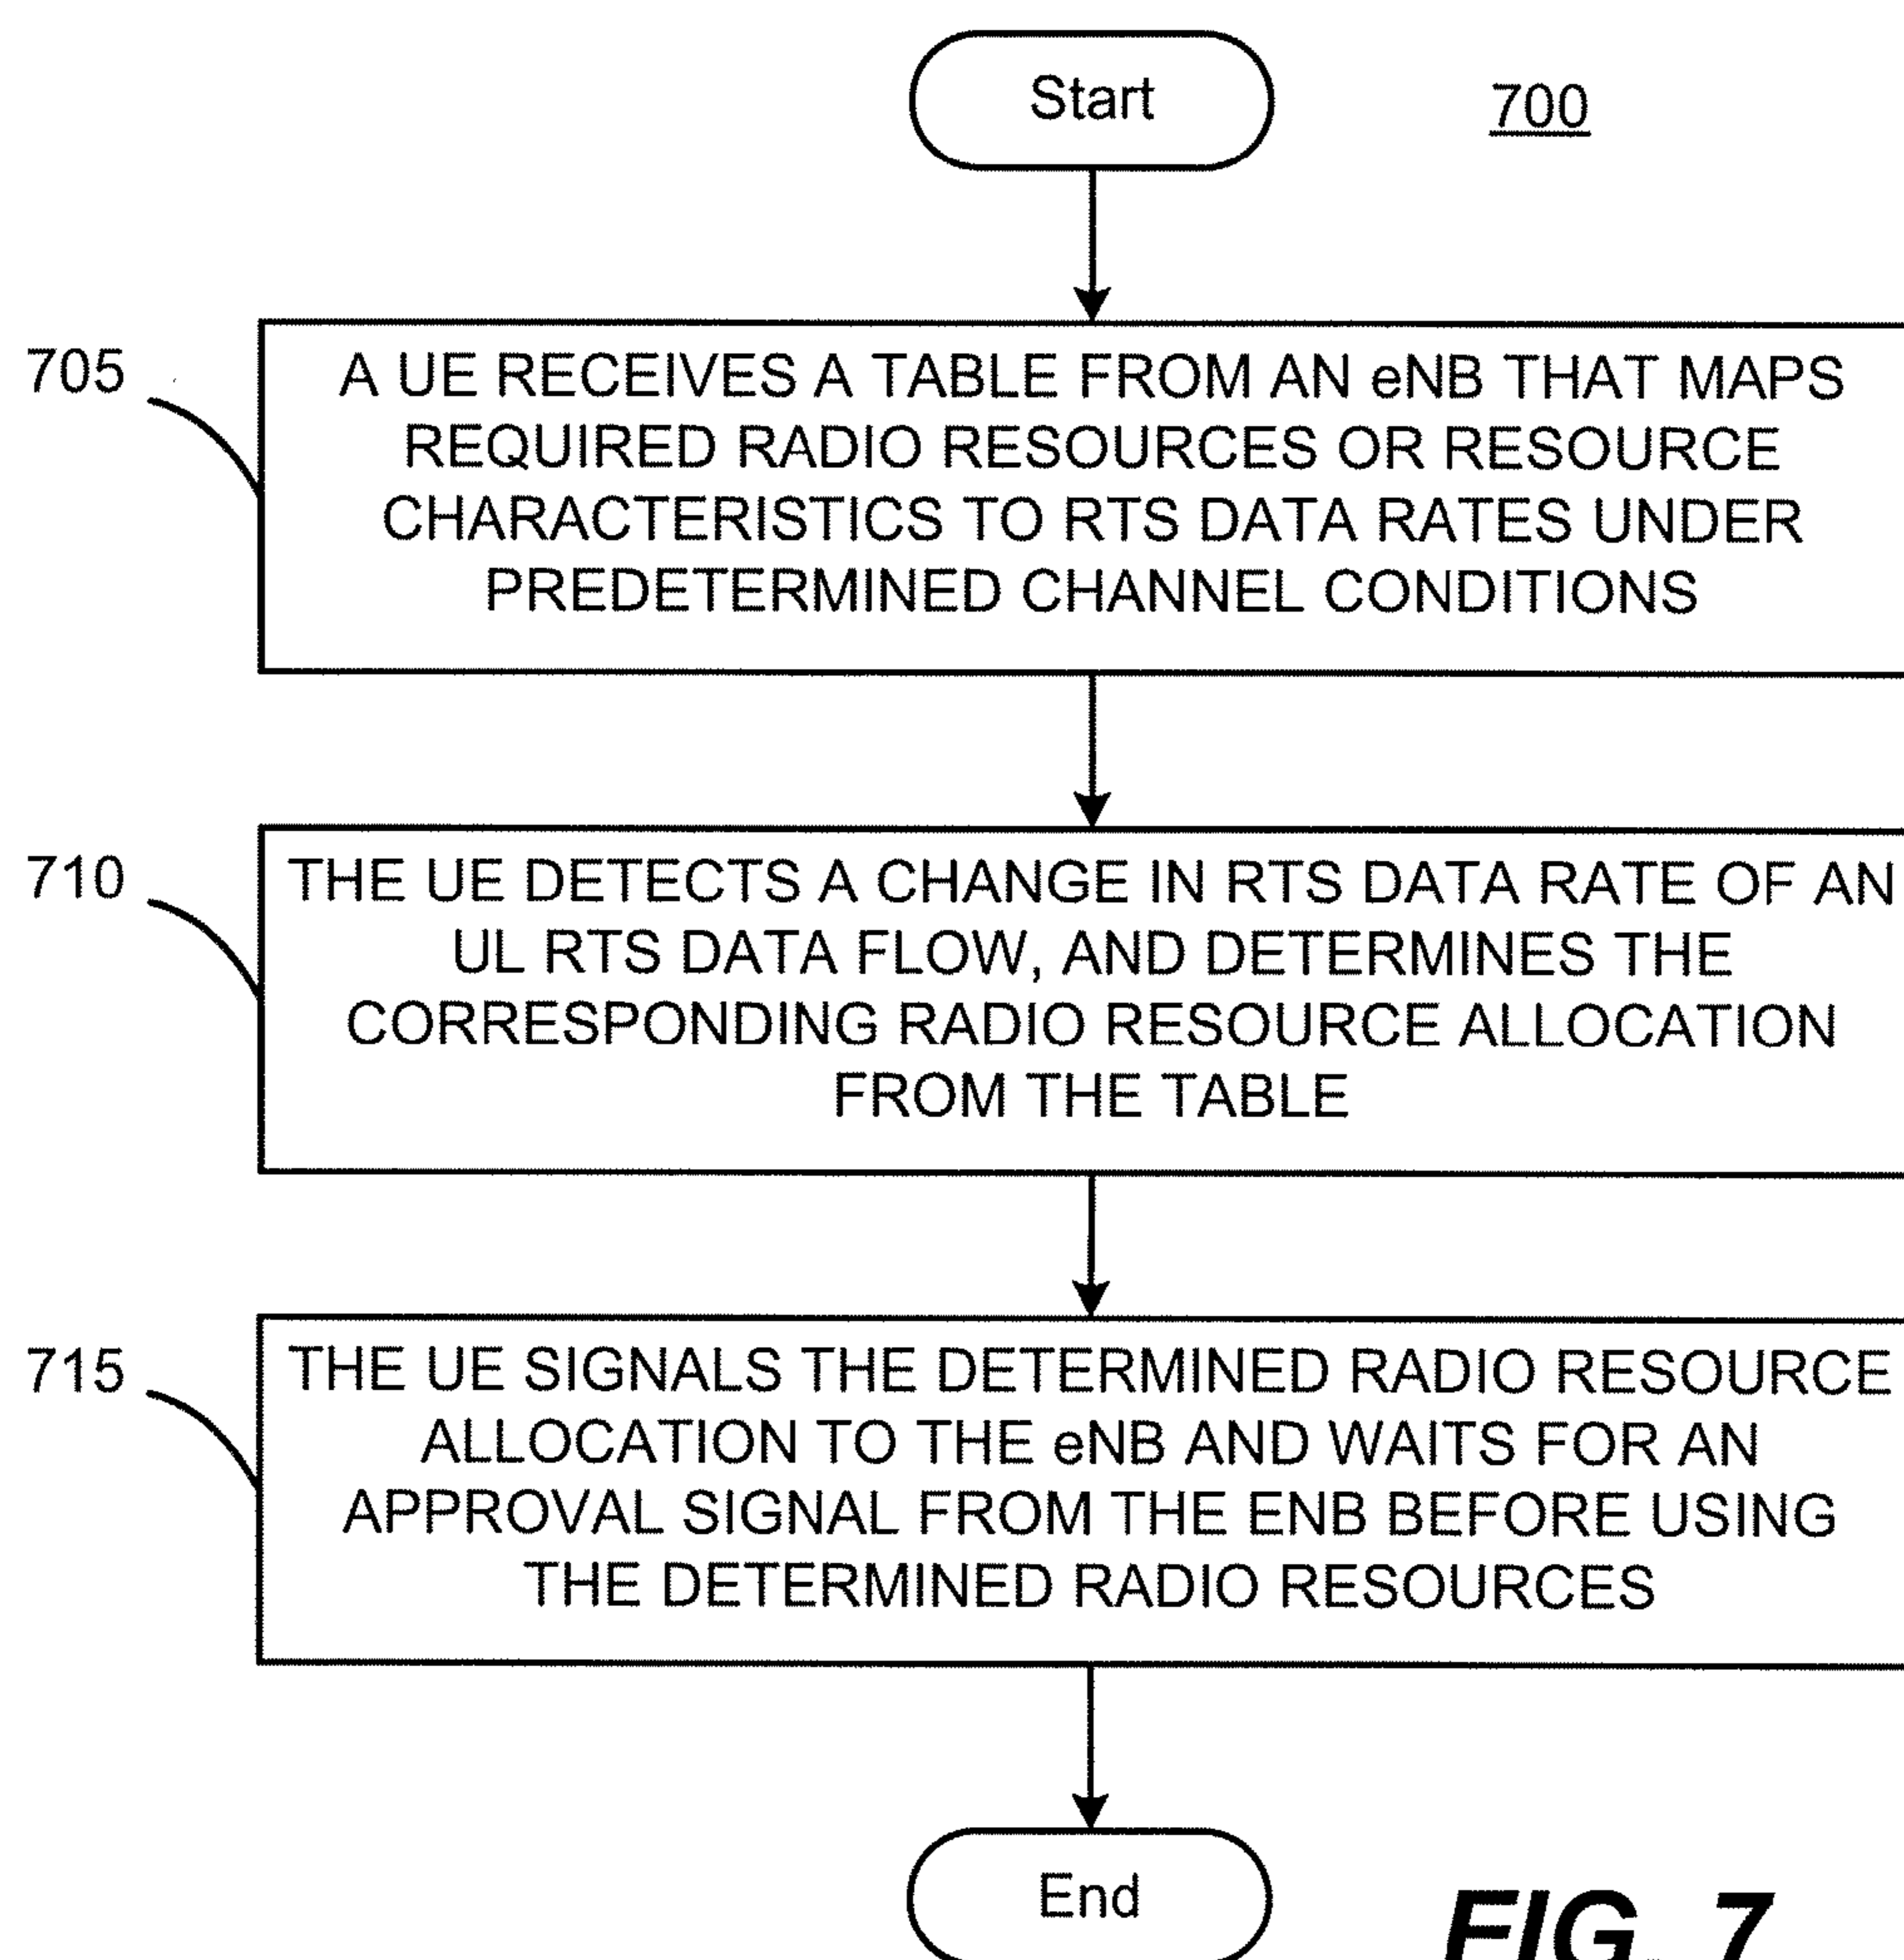 Start
700
705
A UE RECEIVES A TABLE FROM AN eNB THAT MAPS
REQUIRED RADIO RESOURCES OR RESOURCE
CHARACTERISTICS TO RTS DATA RATES UNDER
PREDETERMINED CHANNEL CONDITIONS
710
THE UE DETECTS A CHANGE IN RTS DATA RATE OF AN
UL RTS DATA FLOW, AND DETERMINES THE
CORRESPONDING RADIO RESOURCE ALLOCATION
FROM THE TABLE
715
THE UE SIGNALS THE DETERMINED RADIO RESOURCE
ALLOCATION TO THE eNB AND WAITS FOR AN
APPROVAL SIGNAL FROM THE ENB BEFORE USING
THE DETERMINED RADIO RESOURCES
End
FIG. 7